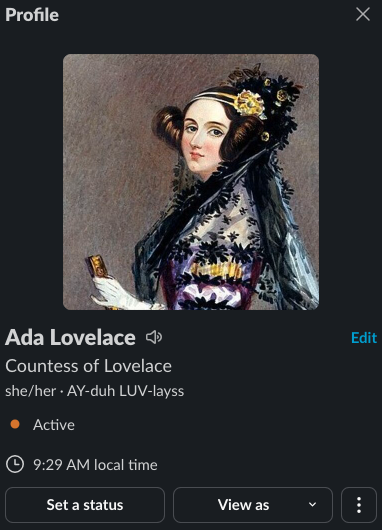 Profile
Ada Lovelace
Edit
Countess of Lovelace
she/her · AY-duh LUV-layss
Active
9:29 AM local time
Set a status
View as